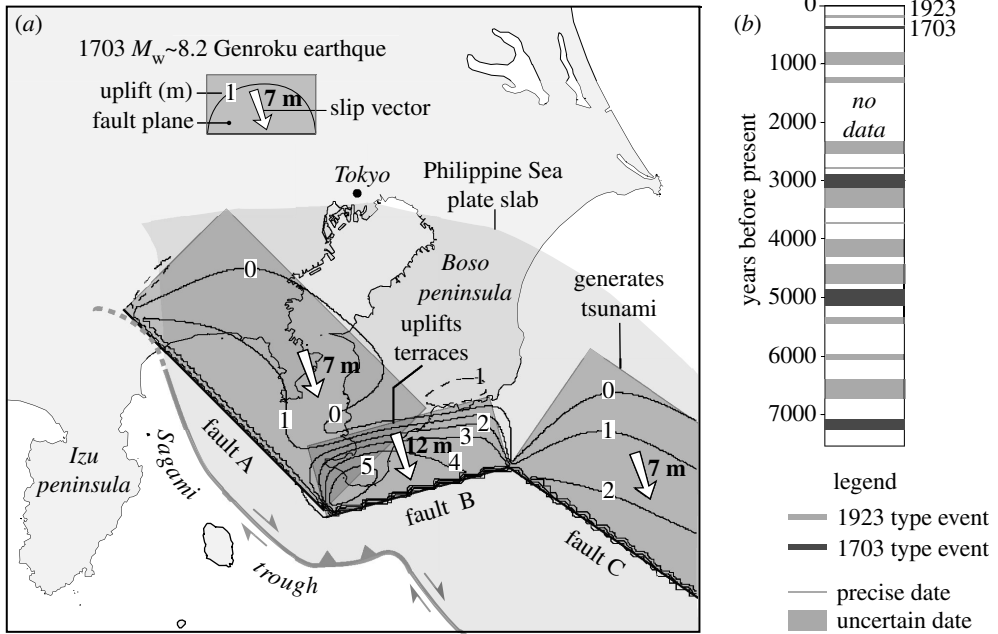 (a)
1703 Mw~8.2 Genroku earthque
uplift (m)
1
7 m
slip vector
fault plane
Tokyo
Philippine Sea
plate slab
Boso
peninsula
generates
tsunami
uplifts
terraces
0
7 m
1
0
1
2
3
12 m
4
5
0
1
7 m
2
fault A
fault B
fault C
Izu
peninsula
Sagami
trough
(b)
0
1923
1703
1000
no
data
2000
3000
4000
5000
6000
7000
years before present
legend
1923 type event
1703 type event
precise date
uncertain date